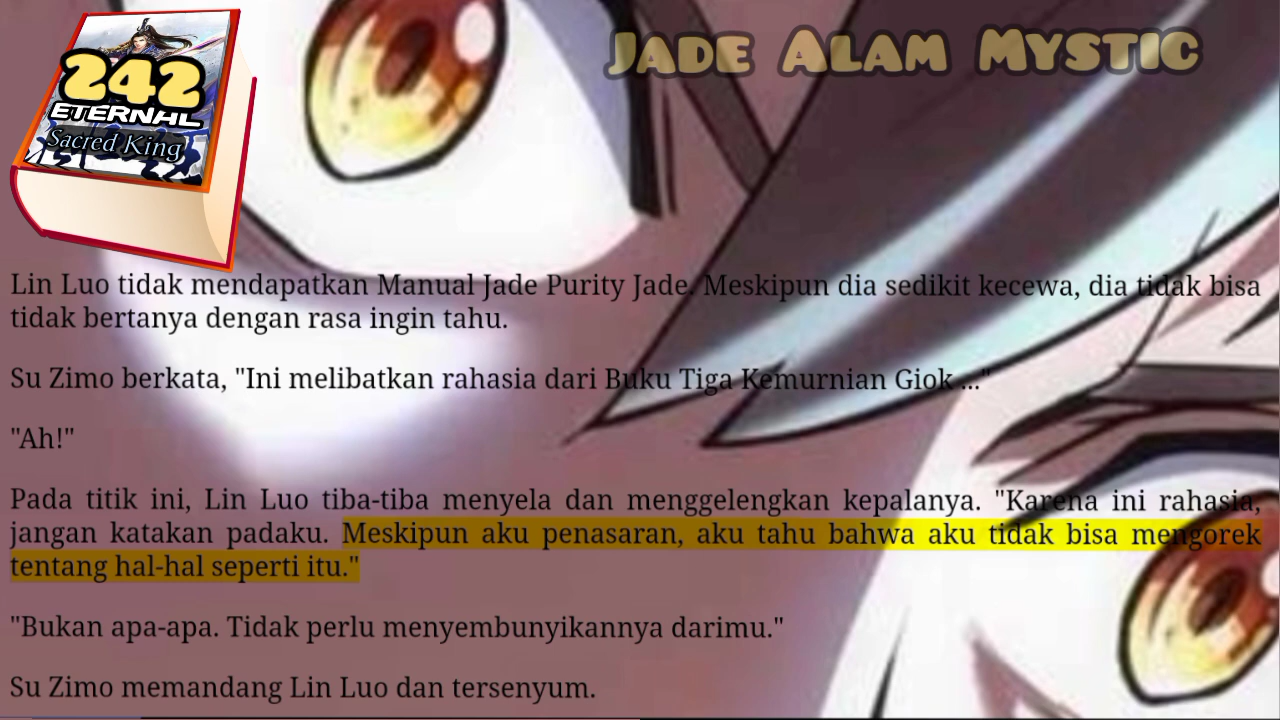 242
ETERNAL
Sacred King
Jade Alam Mystic
Lin Luo tidak mendapatkan Manual Jade Purity Jade. Meskipun dia sedikit kecewa, dia tidak bisa
tidak bertanya dengan rasa ingin tahu.
Su Zimo berkata, "Ini melibatkan rahasia dari Buku Tiga Kemurnian Giok ..."
"Ah!"
Pada titik ini, Lin Luo tiba-tiba menyela dan menggelengkan kepalanya. "Karena ini rahasia,
jangan katakan padaku. Meskipun aku penasaran, aku tahu bahwa aku tidak bisa mengorek
tentang hal-hal seperti itu."
"Bukan apa-apa. Tidak perlu menyembunyikannya darimu."
Su Zimo memandang Lin Luo dan tersenyum.